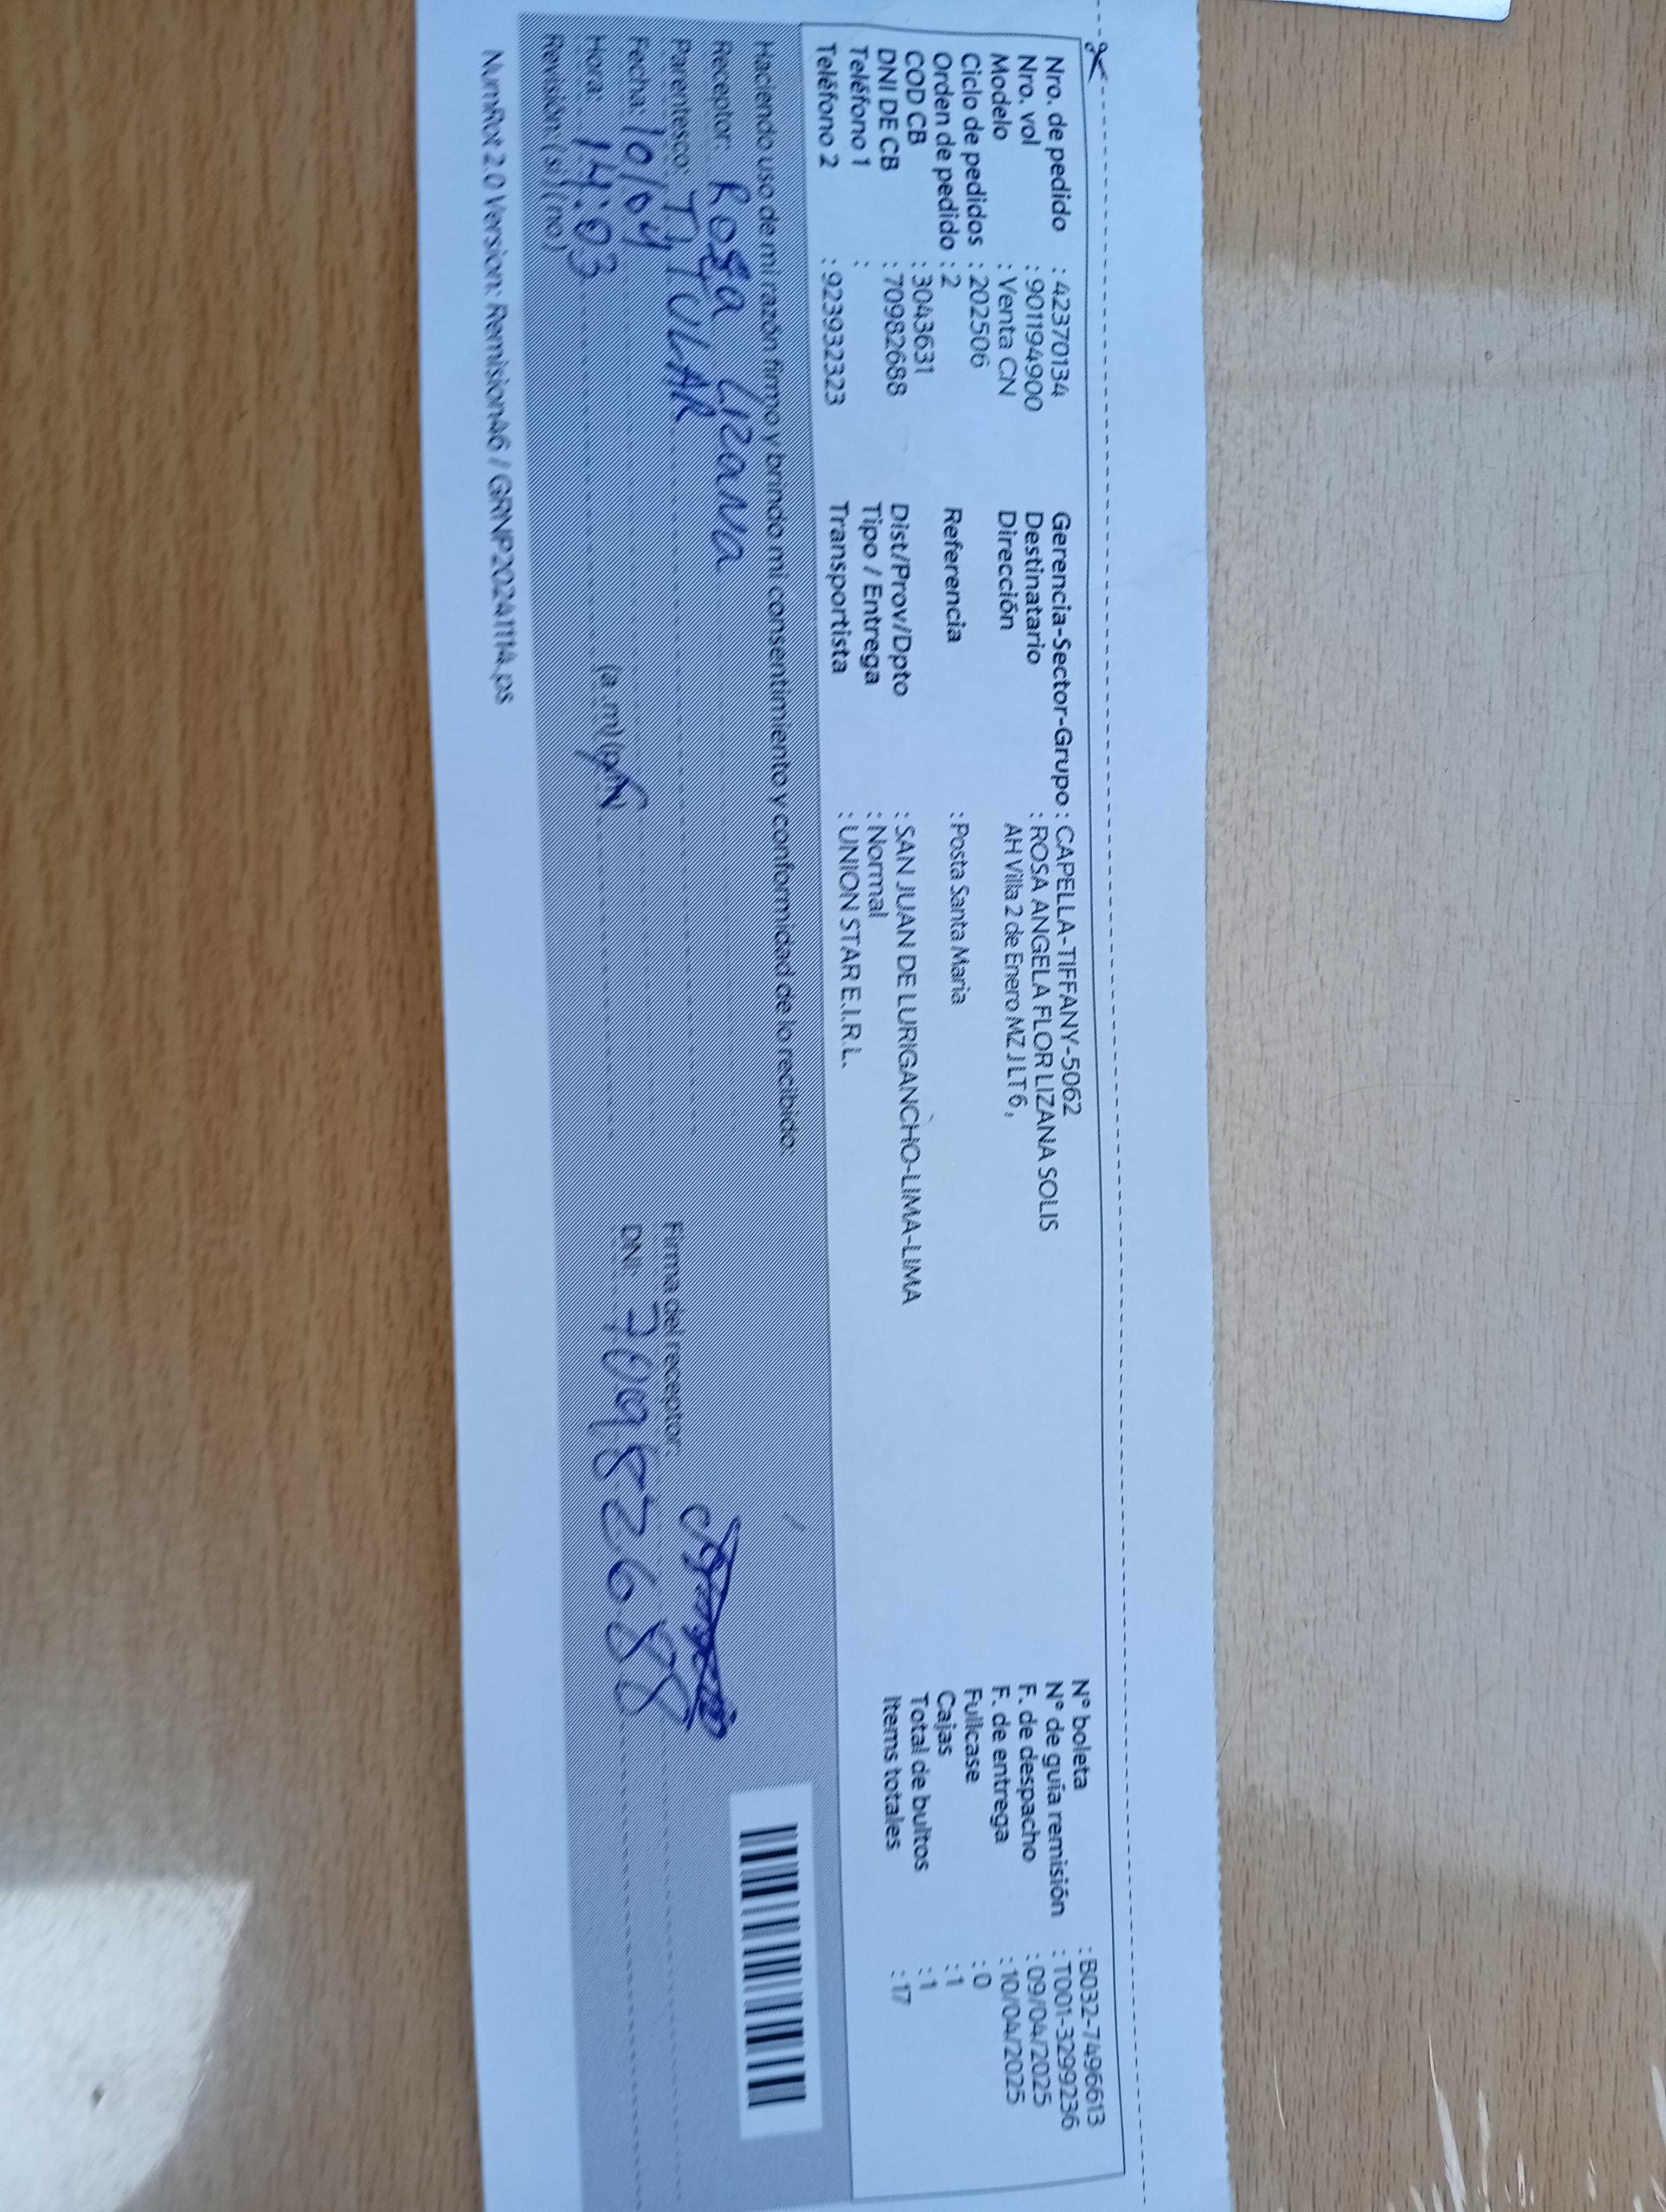 Nro. de pedido : 42370134
Nro. vol : 901194900
Modelo : Venta CN
Ciclo de pedidos : 202506
Orden de pedido : 2
COD CB : 3043631
DNI DE CB : 70982688
Teléfono 1 :
Teléfono 2 : 923932323
Gerencia-Sector-Grupo : CAPELLA-TIFFANY-5062
Destinatario : ROSA ANGELA FLOR LIZANA SOLIS
Dirección AH Villa 2 de Enero MZ J LT 6,
Referencia : Posta Santa Maria
Dist/Prov/Dpto : SAN JUAN DE LURIGANCHO-LIMA-LIMA
Tipo / Entrega : Normal
Transportista : UNION STAR E.I.R.L.
N° boleta : B032-7496613
N° de guía remisión : T001-3299236
F. de despacho : 09/04/2025
F. de entrega : 10/04/2025
Fullcase : 0
Cajas : 1
Total de bultos : 1
Items totales : 17
Haciendo uso de mi razón firmo y brindo mi consentimiento y conformidad de lo recibido:
Receptor: Rosa Lizana
Parentesco: TITULAR
Fecha: 10/04
Hora: 14:03 (a.m) (p.m)
Revisión: (si) (no)
Firma del receptor:
DNI: 70982688
NumRot 2.0 Version: Remision46 / GRNP20241114.ps